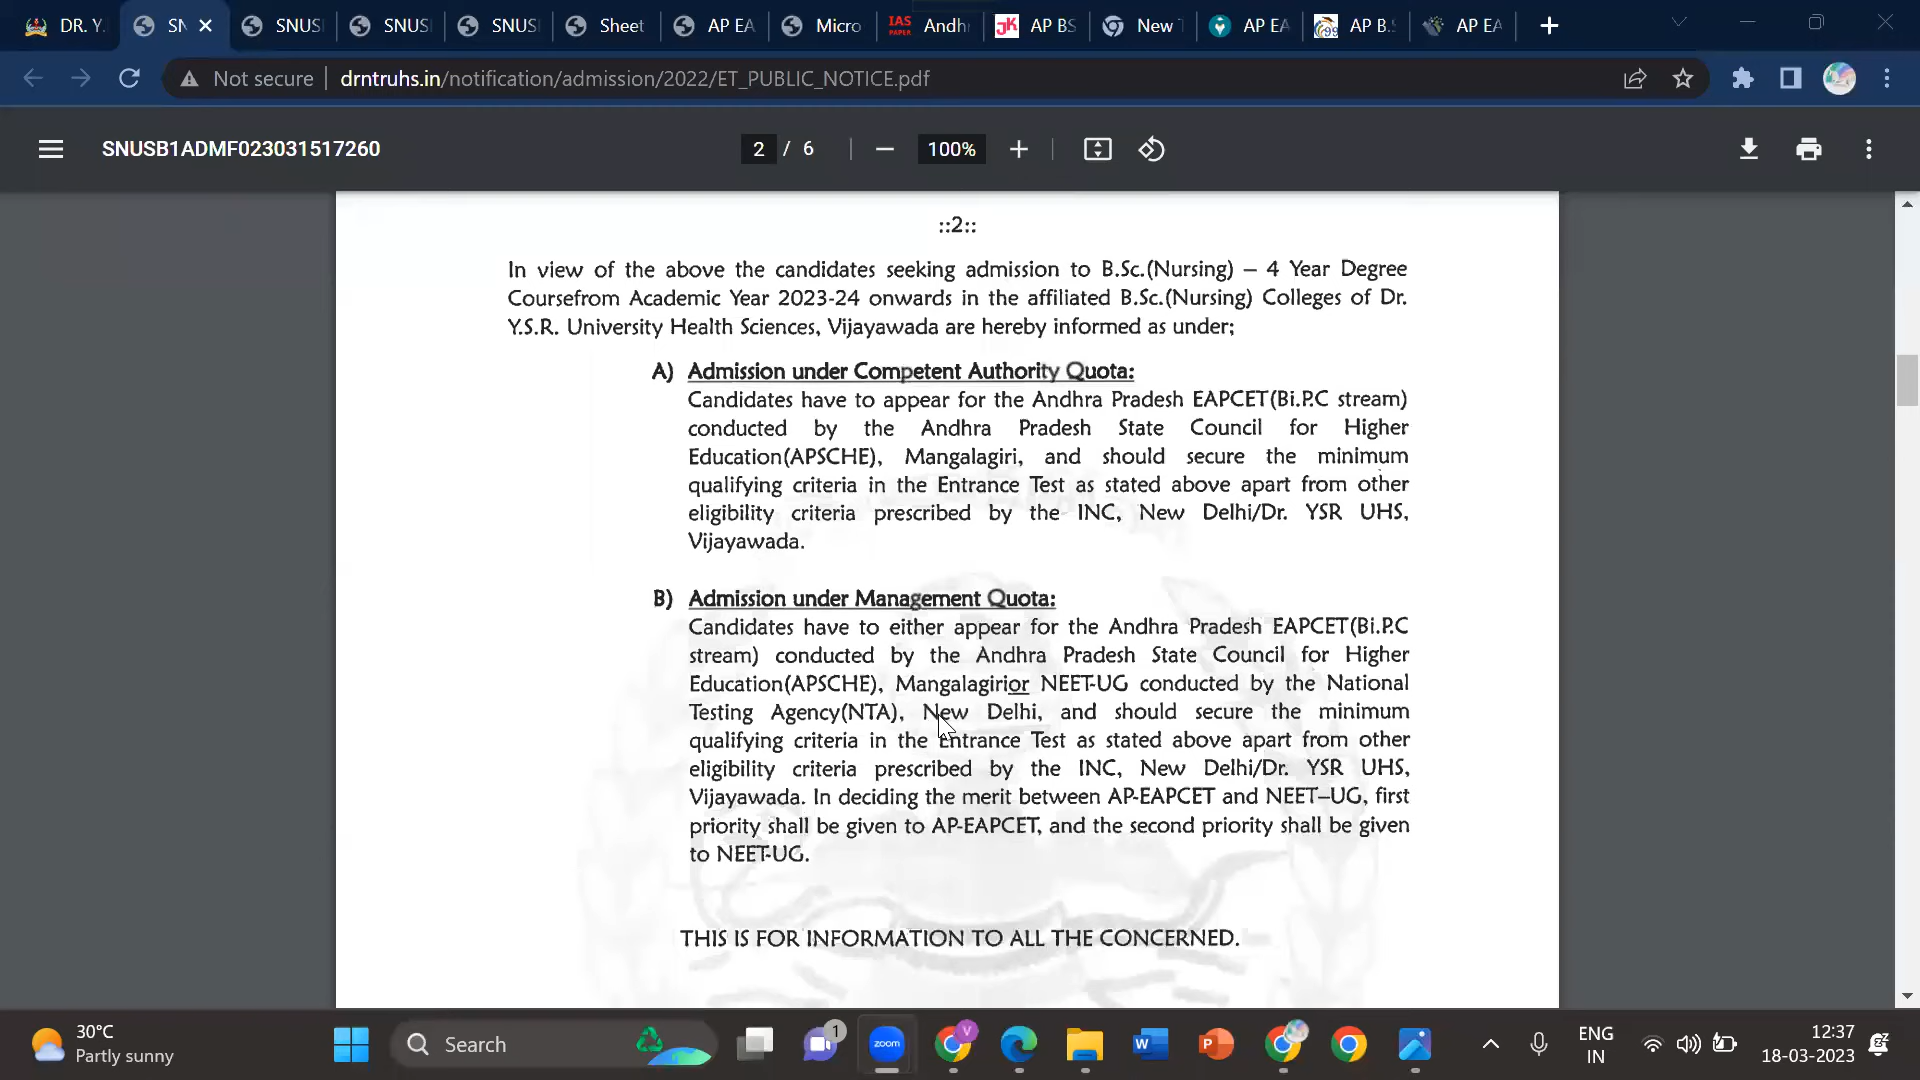 DR. Y. SN SNUS SNUS SNUS Sheet AP EA Micro IAS PAPER Andh JK AP BS New T AP EA 99 AP B.S AP EA
Not secure drntruhs.in/notification/admission/2022/ET_PUBLIC_NOTICE.pdf
SNUSB1ADMF023031517260 2 / 6 100%
::2::
In view of the above the candidates seeking admission to B.Sc.(Nursing) – 4 Year Degree
Coursefrom Academic Year 2023-24 onwards in the affiliated B.Sc.(Nursing) Colleges of Dr.
Y.S.R. University Health Sciences, Vijayawada are hereby informed as under;
A) Admission under Competent Authority Quota:
Candidates have to appear for the Andhra Pradesh EAPCET(Bi.P.C stream)
conducted by the Andhra Pradesh State Council for Higher
Education(APSCHE), Mangalagiri, and should secure the minimum
qualifying criteria in the Entrance Test as stated above apart from other
eligibility criteria prescribed by the INC, New Delhi/Dr. YSR UHS,
Vijayawada.
B) Admission under Management Quota:
Candidates have to either appear for the Andhra Pradesh EAPCET(Bi.P.C
stream) conducted by the Andhra Pradesh State Council for Higher
Education(APSCHE), Mangalagirior NEET-UG conducted by the National
Testing Agency(NTA), New Delhi, and should secure the minimum
qualifying criteria in the Entrance Test as stated above apart from other
eligibility criteria prescribed by the INC, New Delhi/Dr. YSR UHS,
Vijayawada. In deciding the merit between AP-EAPCET and NEET–UG, first
priority shall be given to AP-EAPCET, and the second priority shall be given
to NEET-UG.
THIS IS FOR INFORMATION TO ALL THE CONCERNED.
30°C
Partly sunny
Search
1
zoom
V
W
P
ENG
IN
12:37
18-03-2023